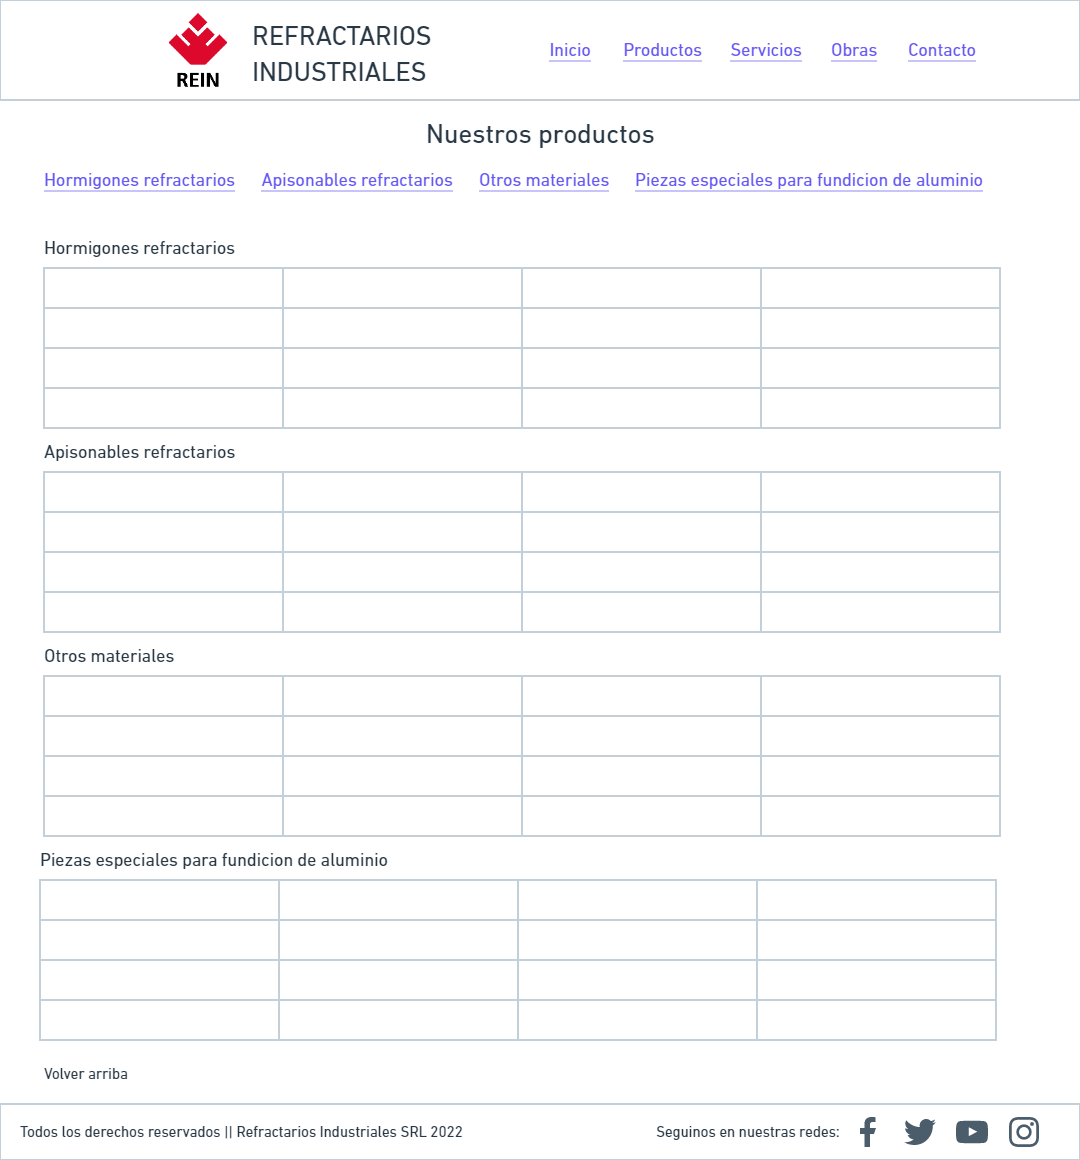 REIN
REFRACTARIOS
INDUSTRIALES
Inicio Productos Servicios Obras Contacto
Nuestros productos
Hormigones refractarios Apisonables refractarios Otros materiales Piezas especiales para fundicion de aluminio
Hormigones refractarios
Apisonables refractarios
Otros materiales
Piezas especiales para fundicion de aluminio
Volver arriba
Todos los derechos reservados || Refractarios Industriales SRL 2022 Seguinos en nuestras redes: